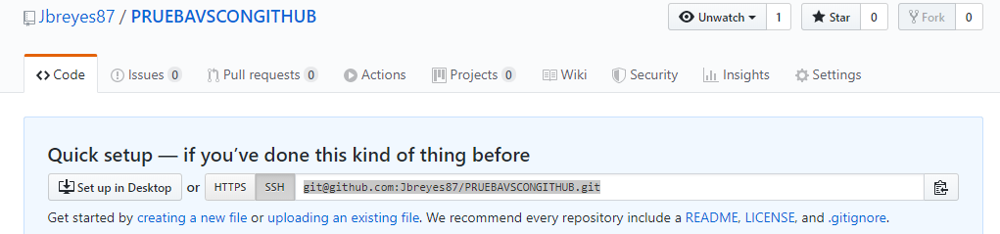 Jbreyes87 / PRUEBAVSCONGITHUB Unwatch 1 Star 0 Fork 0
Code Issues 0 Pull requests 0 Actions Projects 0 Wiki Security Insights Settings
Quick setup — if you’ve done this kind of thing before
Set up in Desktop or HTTPS SSH git@github.com:Jbreyes87/PRUEBAVSCONGITHUB.git
Get started by creating a new file or uploading an existing file. We recommend every repository include a README, LICENSE, and .gitignore.